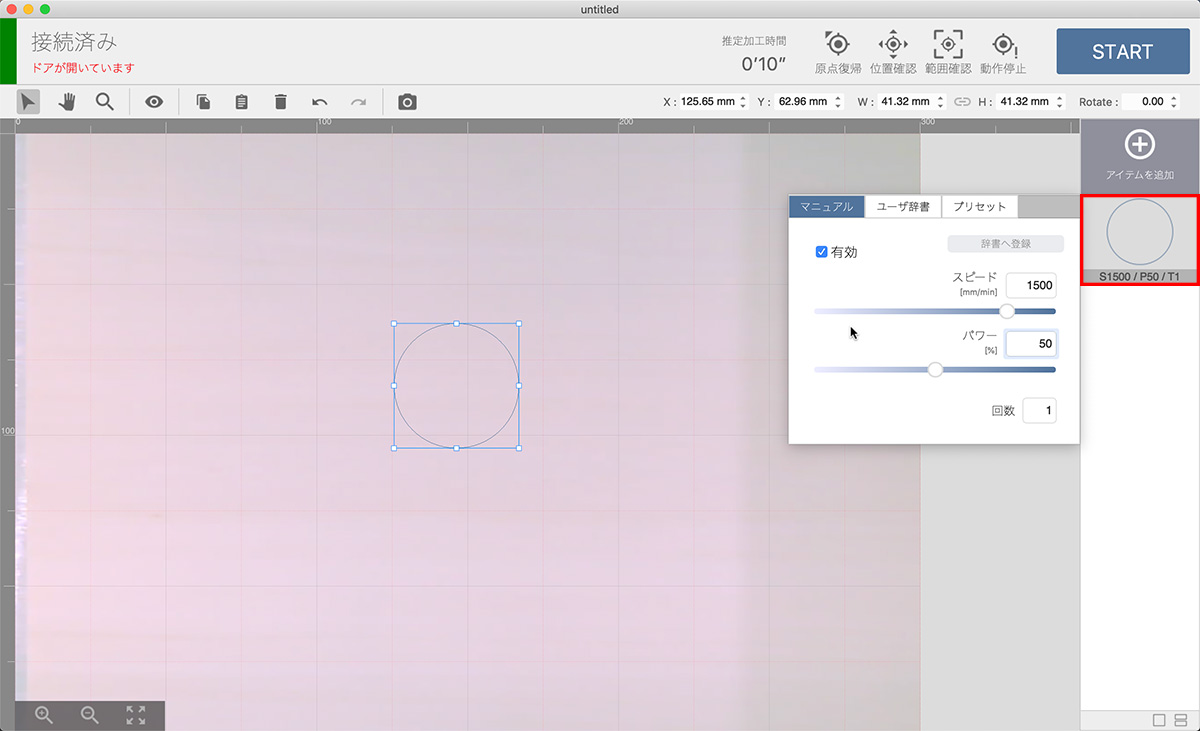 untitled
接続済み
ドアが開いています
推定加工時間
0′10″
原点復帰
位置確認
範囲確認
動作停止
START
X : 125.65 mm
Y : 62.96 mm
W : 41.32 mm
H : 41.32 mm
Rotate : 0.00
0
100
200
300
アイテムを追加
S1500 / P50 / T1
マニュアル
ユーザ辞書
プリセット
有効
辞書へ登録
スピード
[mm/min]
1500
パワー
[%]
50
回数
1
100